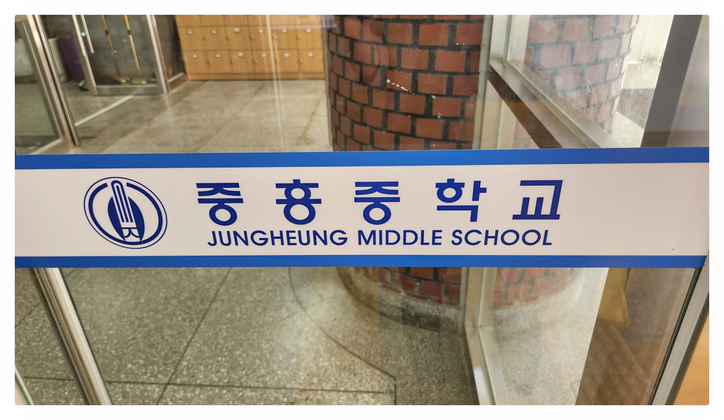 중흥중학교
JUNGHEUNG MIDDLE SCHOOL